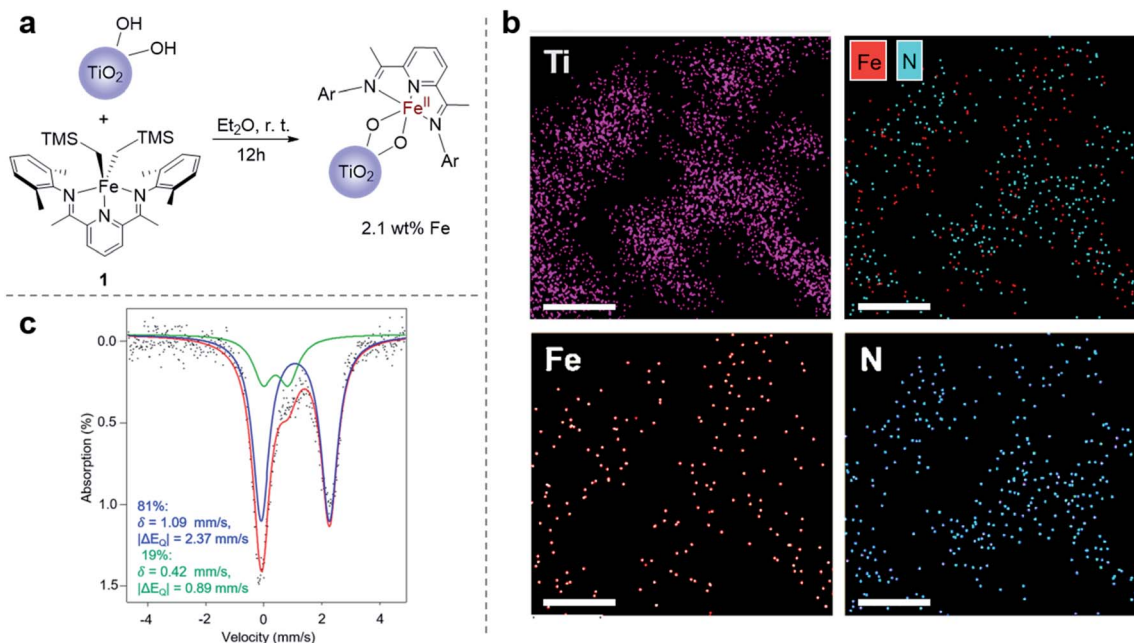 a
OH
OH
TiO2
+
TMS
TMS
Fe
N
N
N
1
Et2O, r. t.
12h
Ar
N
N
FeII
N
O
O
Ar
TiO2
2.1 wt% Fe
b
Ti
Fe
N
Fe
N
c
0.0
0.5
1.0
1.5
Absorption (%)
81%:
δ = 1.09 mm/s,
|ΔEQ| = 2.37 mm/s
19%:
δ = 0.42 mm/s,
|ΔEQ| = 0.89 mm/s
-4
-2
0
2
4
Velocity (mm/s)